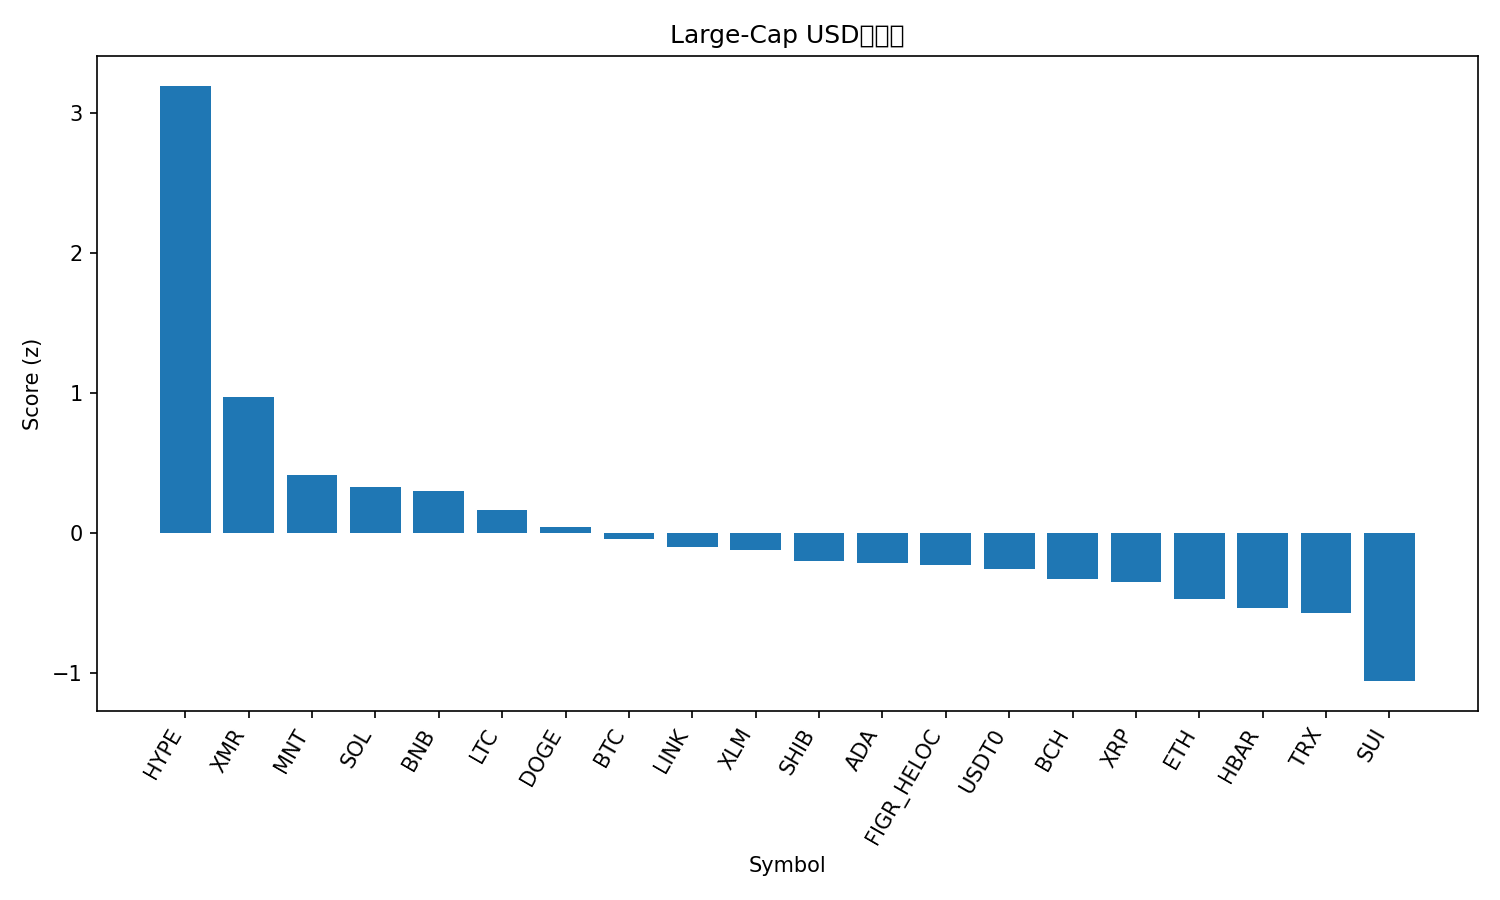 Large-Cap USD
Score (z)
3
2
1
0
−1
HYPE
XMR
MNT
SOL
BNB
LTC
DOGE
BTC
LINK
XLM
SHIB
ADA
FIGR_HELOC
USDT0
BCH
XRP
ETH
HBAR
TRX
SUI
Symbol